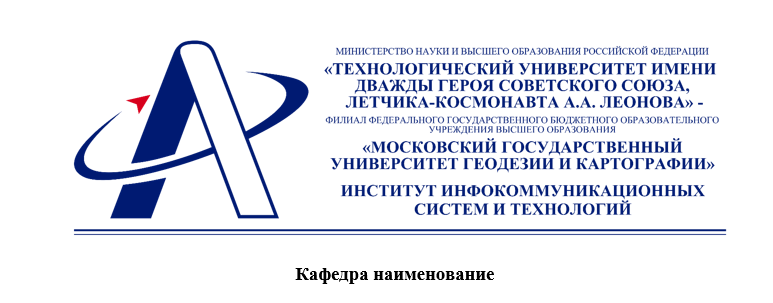 МИНИСТЕРСТВО НАУКИ И ВЫСШЕГО ОБРАЗОВАНИЯ РОССИЙСКОЙ ФЕДЕРАЦИИ
«ТЕХНОЛОГИЧЕСКИЙ УНИВЕРСИТЕТ ИМЕНИ
ДВАЖДЫ ГЕРОЯ СОВЕТСКОГО СОЮЗА,
ЛЕТЧИКА-КОСМОНАВТА А.А. ЛЕОНОВА» -
ФИЛИАЛ ФЕДЕРАЛЬНОГО ГОСУДАРСТВЕННОГО БЮДЖЕТНОГО ОБРАЗОВАТЕЛЬНОГО
УЧРЕЖДЕНИЯ ВЫСШЕГО ОБРАЗОВАНИЯ
«МОСКОВСКИЙ ГОСУДАРСТВЕННЫЙ
УНИВЕРСИТЕТ ГЕОДЕЗИИ И КАРТОГРАФИИ»
ИНСТИТУТ ИНФОКОММУНИКАЦИОННЫХ
СИСТЕМ И ТЕХНОЛОГИЙ
Кафедра наименование